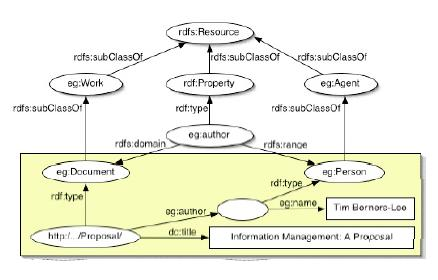 rdfs:Resource
rdfs:subClassOf rdfs:subClassOf rdfs:subClassOf
eg:Work rdf:Property eg:Agent
rdfs:subClassOf rdf:type rdfs:subClassOf
eg:author
rdfs:domain rdfs:range
eg:Document eg:Person
rdf:type rdf:type
eg:author eg:name Tim Berners-Lee
http:/.../Proposal/ dc:title Information Management: A Proposal